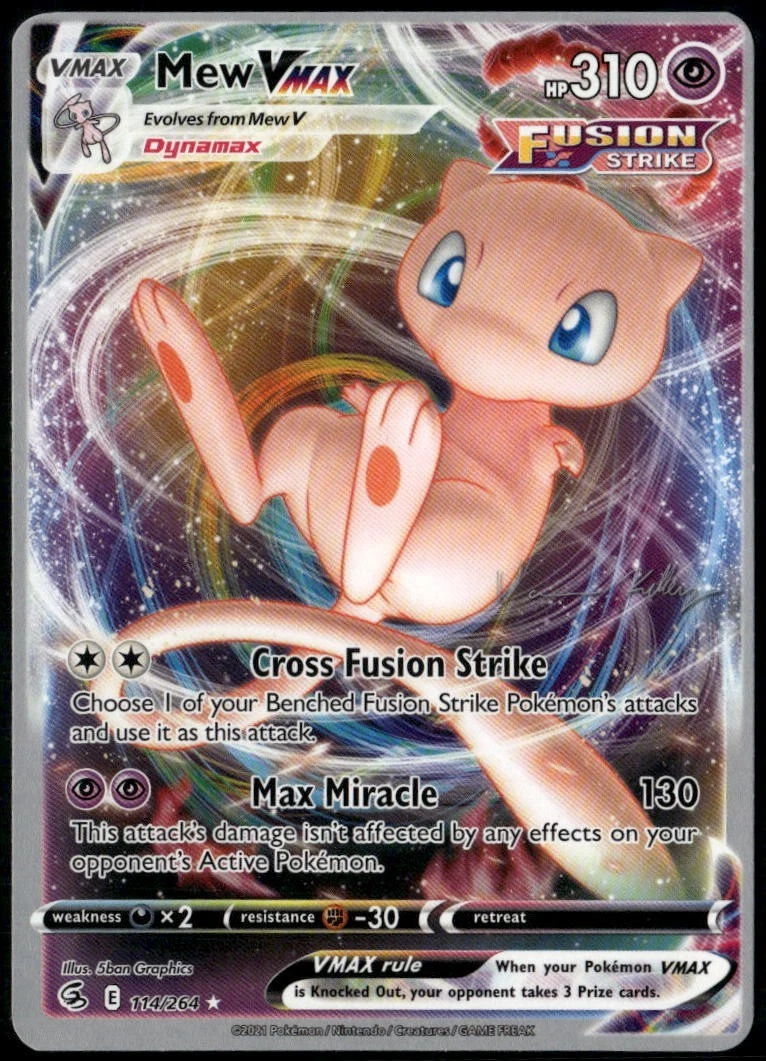 VMAX Mew VMAX HP310
Evolves from Mew V
Dynamax
FUSION
STRIKE
Cross Fusion Strike
Choose 1 of your Benched Fusion Strike Pokémon's attacks
and use it as this attack.
Max Miracle 130
This attack's damage isn't affected by any effects on your
opponent's Active Pokémon.
weakness ×2 resistance -30 retreat
Illus. 5ban Graphics
VMAX rule When your Pokémon VMAX
is Knocked Out, your opponent takes 3 Prize cards.
E 114/264
©2021 Pokémon / Nintendo / Creatures / GAME FREAK